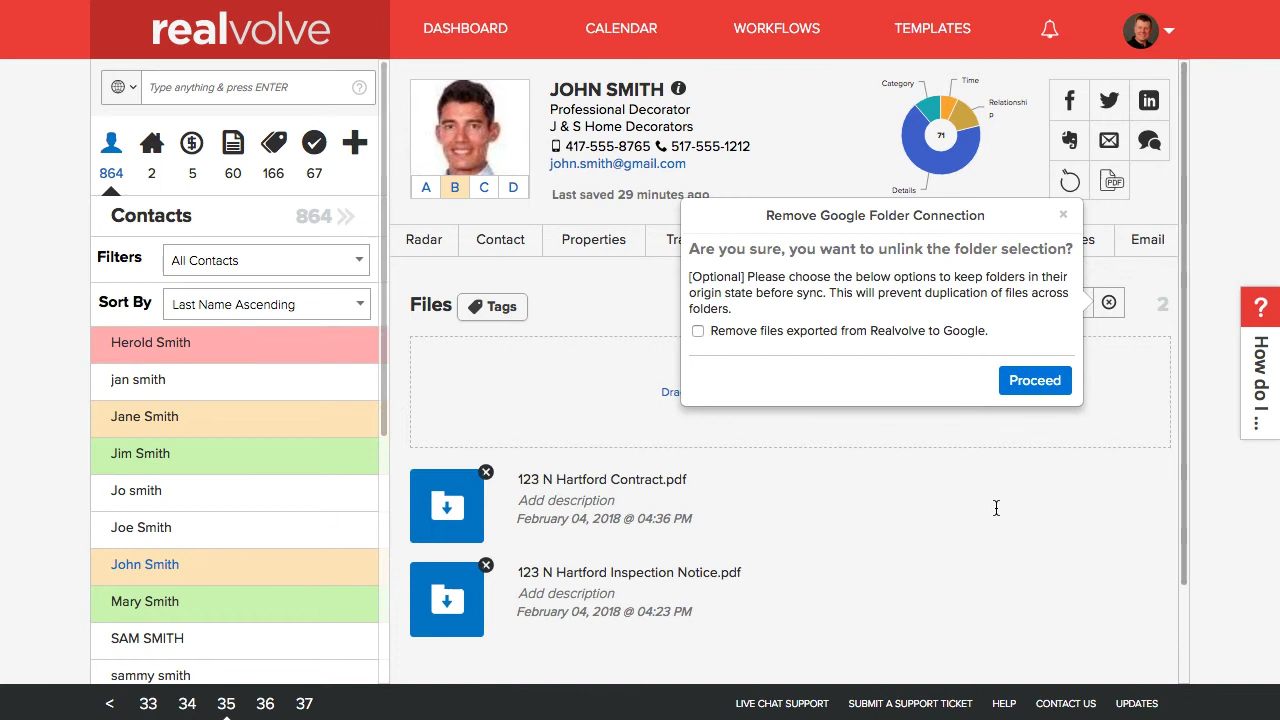 realvolve
DASHBOARD
CALENDAR
WORKFLOWS
TEMPLATES
Type anything & press ENTER
?
864
2
5
60
166
67
Contacts
864
Filters
All Contacts
Sort By
Last Name Ascending
Herold Smith
jan smith
Jane Smith
Jim Smith
Jo smith
Joe Smith
John Smith
Mary Smith
SAM SMITH
sammy smith
A B C D
JOHN SMITH
Professional Decorator
J & S Home Decorators
417-555-8765 517-555-1212
john.smith@gmail.com
Last saved 29 minutes ago
Category
Time
Relationshi
p
71
Details
PDF
Radar
Contact
Properties
Tra
es
Email
Remove Google Folder Connection
×
Are you sure, you want to unlink the folder selection?
[Optional] Please choose the below options to keep folders in their
origin state before sync. This will prevent duplication of files across
folders.
Remove files exported from Realvolve to Google.
Proceed
Files
Tags
2
Dra
123 N Hartford Contract.pdf
Add description
February 04, 2018 @ 04:36 PM
123 N Hartford Inspection Notice.pdf
Add description
February 04, 2018 @ 04:23 PM
?
How do I ...
< 33 34 35 36 37
LIVE CHAT SUPPORT
SUBMIT A SUPPORT TICKET
HELP
CONTACT US
UPDATES